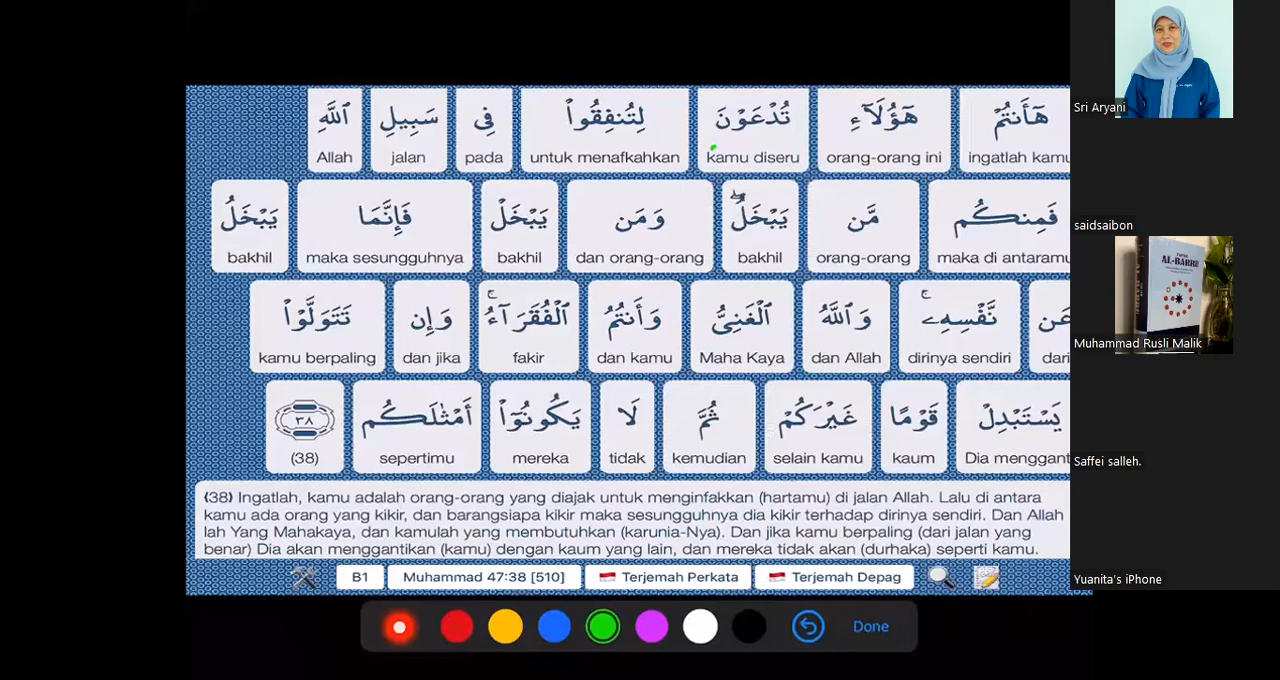 هَٰٓأَنتُمْ هَٰٓؤُلَآءِ تُدْعَوْنَ لِتُنفِقُوا۟ فِى سَبِيلِ ٱللَّهِ
ingatlah kamu orang-orang ini kamu diseru untuk menafkahkan pada jalan Allah
فَمِنكُم مَّن يَبْخَلُ ۖ وَمَن يَبْخَلْ فَإِنَّمَا يَبْخَلُ
maka di antaramu orang-orang bakhil dan orang-orang bakhil maka sesungguhnya bakhil
عَن نَّفْسِهِۦ ۚ وَٱللَّهُ ٱلْغَنِىُّ وَأَنتُمُ ٱلْفُقَرَآءُ ۚ وَإِن تَتَوَلَّوْا۟
dari dirinya sendiri dan Allah Maha Kaya dan kamu fakir dan jika kamu berpaling
يَسْتَبْدِلْ قَوْمًا غَيْرَكُمْ ثُمَّ لَا يَكُونُوٓا۟ أَمْثَٰلَكُم ٣٨
Dia menggant kaum selain kamu kemudian tidak mereka sepertimu (38)
(38) Ingatlah, kamu adalah orang-orang yang diajak untuk menginfakkan (hartamu) di jalan Allah. Lalu di antara
kamu ada orang yang kikir, dan barangsiapa kikir maka sesungguhnya dia kikir terhadap dirinya sendiri. Dan Allah
lah Yang Mahakaya, dan kamulah yang membutuhkan (karunia-Nya). Dan jika kamu berpaling (dari jalan yang
benar) Dia akan menggantikan (kamu) dengan kaum yang lain, dan mereka tidak akan (durhaka) seperti kamu.
B1 Muhammad 47:38 [510] Terjemah Perkata Terjemah Depag
Done
Sri Aryani
saidsaibon
TAFSIR
AL-BARRU
Muhammad Rusli Malik
Saffei salleh.
Yuanita's iPhone